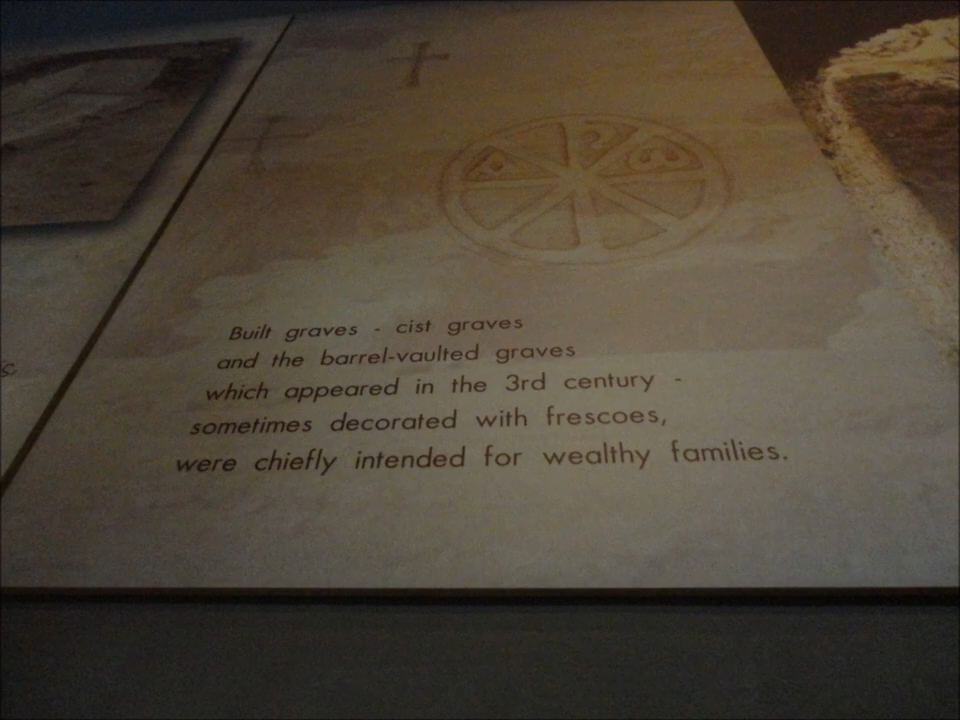 Built graves - cist graves
and the barrel-vaulted graves
which appeared in the 3rd century -
sometimes decorated with frescoes,
were chiefly intended for wealthy families.